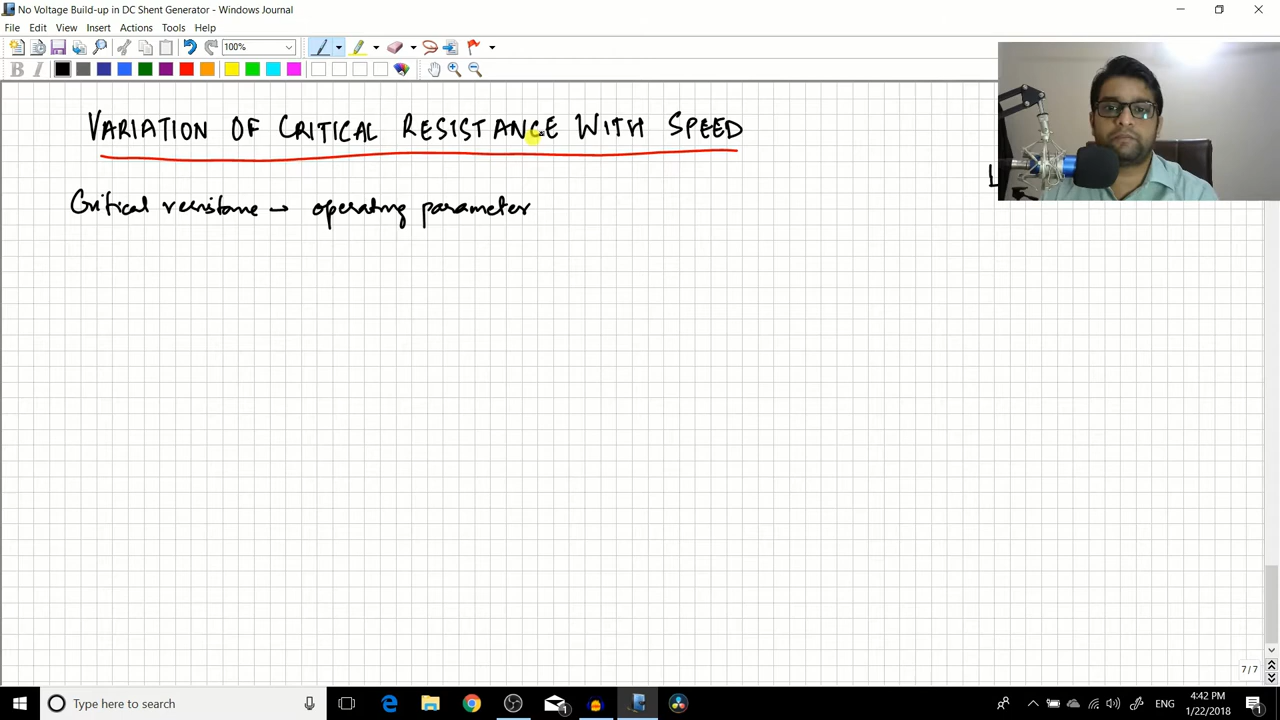 No Voltage Build-up in DC Shent Generator - Windows Journal
File Edit View Insert Actions Tools Help
100%
B I
VARIATION OF CRITICAL RESISTANCE WITH SPEED
Critical resistance → operating parameter
7/7
Type here to search
ENG
4:42 PM
1/22/2018